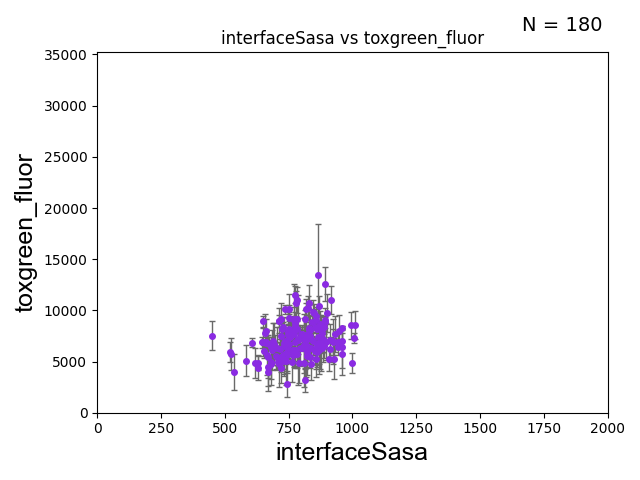 N = 180
interfaceSasa vs toxgreen_fluor
35000
30000
25000
20000
15000
10000
5000
0
toxgreen_fluor
0 250 500 750 1000 1250 1500 1750 2000
interfaceSasa